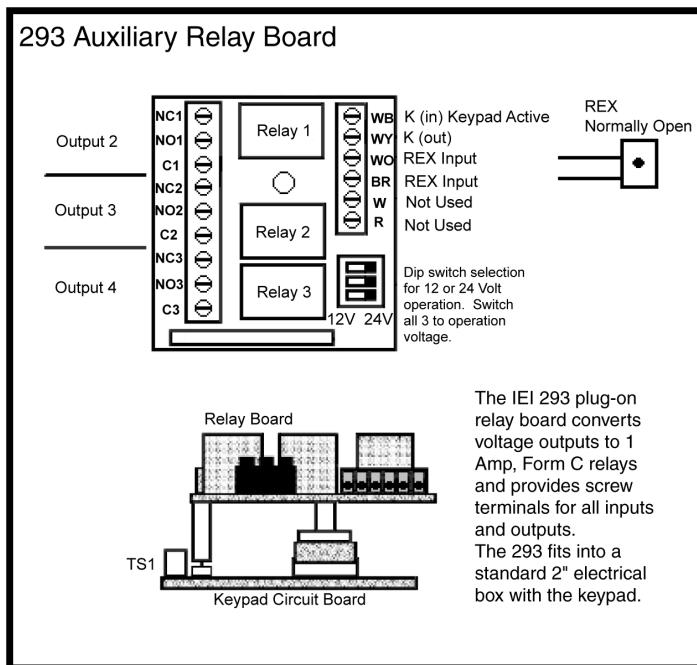 293 Auxiliary Relay Board
Output 2
Output 3
Output 4
NC1
NO1
C1
NC2
NO2
C2
NC3
NO3
C3
Relay 1
Relay 2
Relay 3
WB K (in) Keypad Active
WY K (out)
WO REX Input
BR REX Input
W Not Used
R Not Used
12V 24V
Dip switch selection
for 12 or 24 Volt
operation. Switch
all 3 to operation
voltage.
REX
Normally Open
Relay Board
TS1
Keypad Circuit Board
The IEI 293 plug-on
relay board converts
voltage outputs to 1
Amp, Form C relays
and provides screw
terminals for all inputs
and outputs.
The 293 fits into a
standard 2" electrical
box with the keypad.